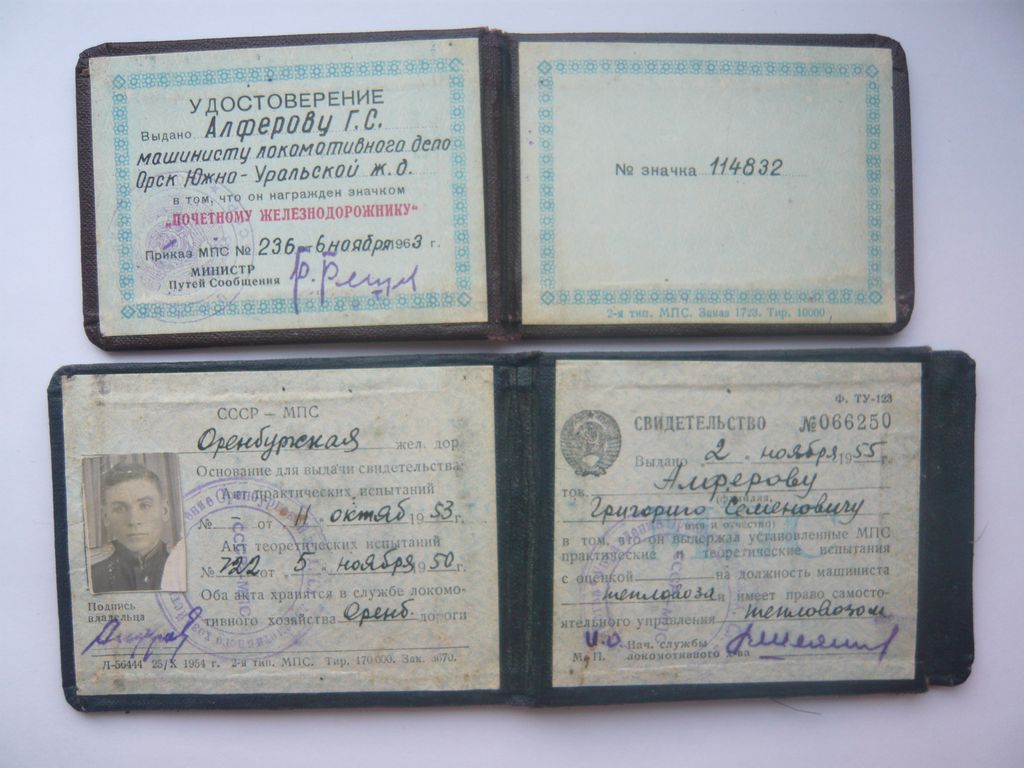 УДОСТОВЕРЕНИЕ
Выдано Алферову Г.С.
машинисту локомотивного депо
Орск Южно-Уральской ж.д.
в том, что он награжден значком
„ПОЧЕТНОМУ ЖЕЛЕЗНОДОРОЖНИКУ“
Приказ МПС № 236 от 6 ноября 1963 г.
МИНИСТР
Путей Сообщения
№ значка 114832
2-я тип. МПС. Заказ 1723. Тир. 10000
СССР — МПС
Оренбургская жел. дор
Основание для выдачи свидетельства:
Акт практических испытаний
№ от 11 октяб 1953 г.
Акт теоретических испытаний
№ 722 от 5 ноября 1950 г.
Оба акта хранятся в службе локомо-
тивного хозяйства Оренб. дороги
Подпись
владельца
Л-56444 25/X 1954 г. 2-я тип. МПС. Тир. 170.000. Зак.
Ф. ТУ-123
СВИДЕТЕЛЬСТВО №066250
Выдано 2 ноября 1955 г.
тов. Алферову
(фамилия,
Григорию Семеновичу
имя и отчество)
в том, что он выдержал установленные МПС
практические и теоретические испытания
с оценкой на должность машиниста
тепловоза и имеет право самосто-
ятельного управления тепловозом
и.о. Нач. службы
М. П. локомотивного х-ва